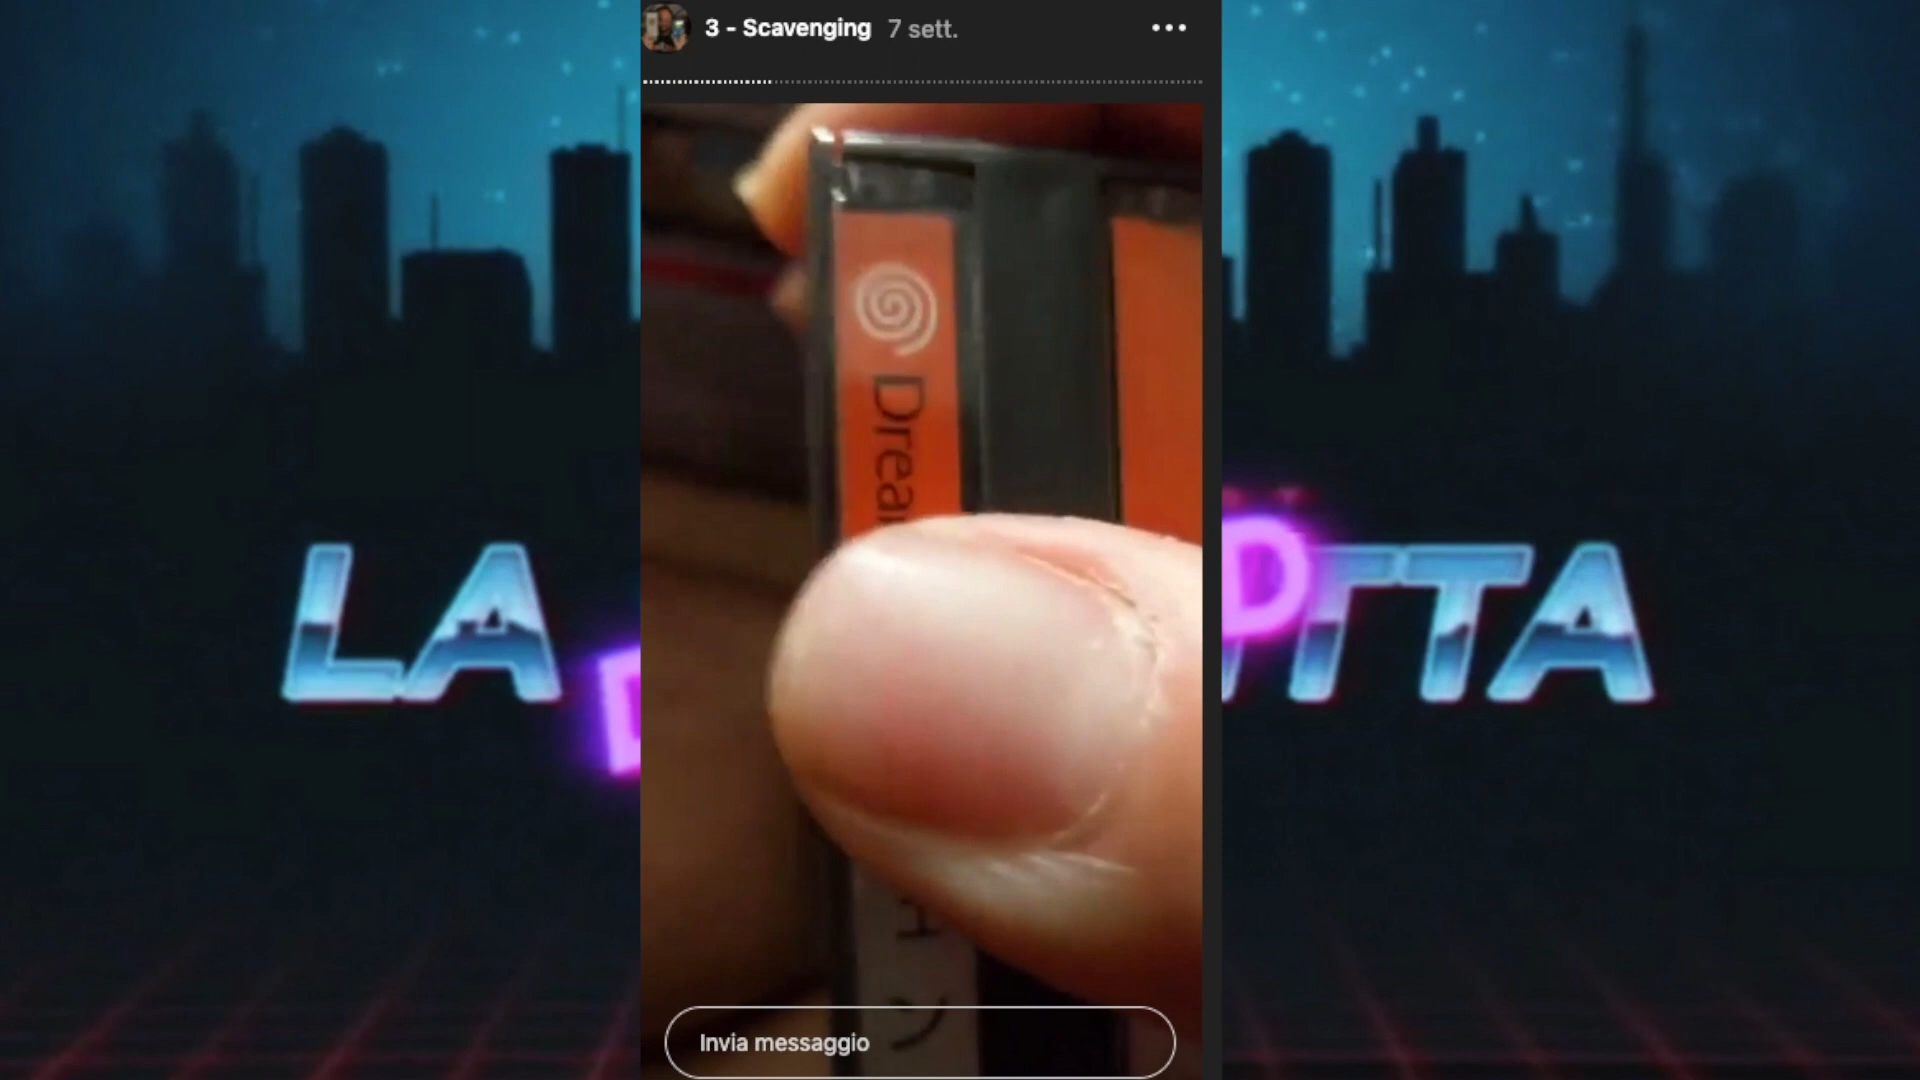 3 - Scavenging 7 sett.
Drea
LA
TTA
D
Invia messaggio